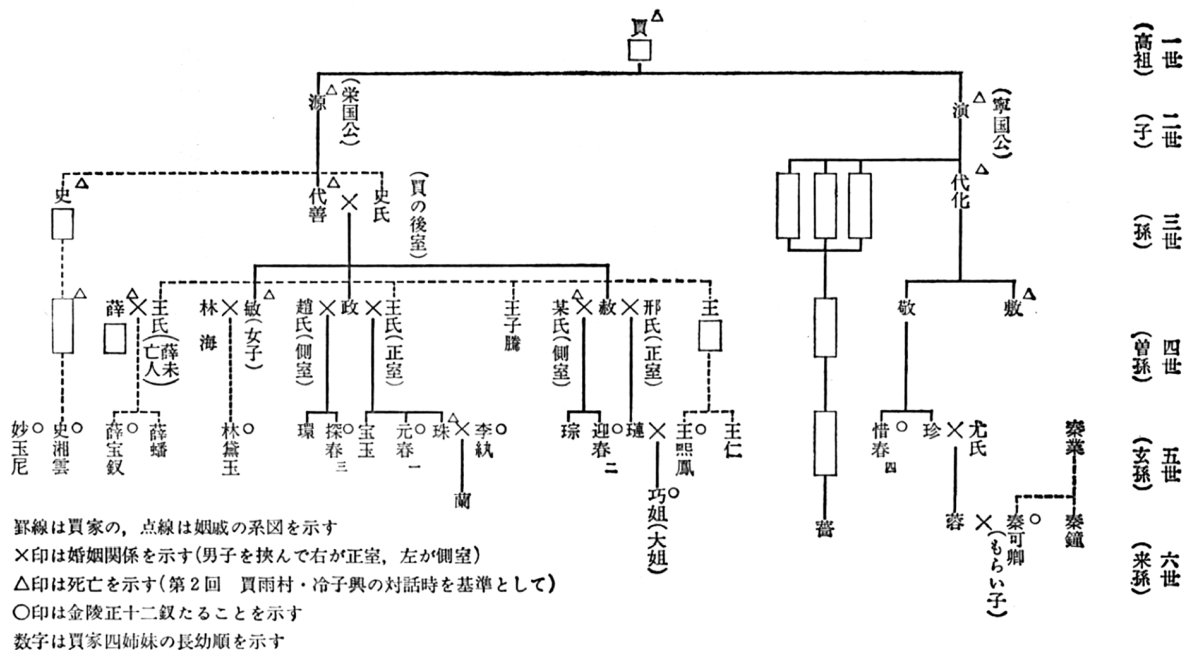 賈△
一世(高祖)
源△(栄国公)
演△(寧国公)
二世(子)
史△
代善△
×
史氏(賈の後室)
代化△
三世(孫)
△
薛
×
王氏(薛未亡人)
林海
×
敏(女子)△
趙氏(側室)
×
政
×
王氏(正室)
王子騰
某氏(側室)△
×
赦
×
邢氏(正室)
王
敬
敷△
四世(曽孫)
妙玉尼○
史湘雲○
薛宝釵○
薛蟠
林黛玉○
環
探春三○
宝玉
元春一○
珠△
×
李紈○
琮
迎春二○
璉
×
王熙鳳○
王仁
惜春四○
珍
×
尤氏
秦業
五世(玄孫)
蘭
巧姐(大姐)○
薔
蓉
×
秦可卿(もらい子)○
秦鐘
六世(来孫)
罫線は賈家の,点線は姻戚の系図を示す
×印は婚姻関係を示す(男子を挟んで右が正室,左が側室)
△印は死亡を示す(第2回 賈雨村・冷子興の対話時を基準として)
○印は金陵正十二釵たることを示す
数字は賈家四姉妹の長幼順を示す